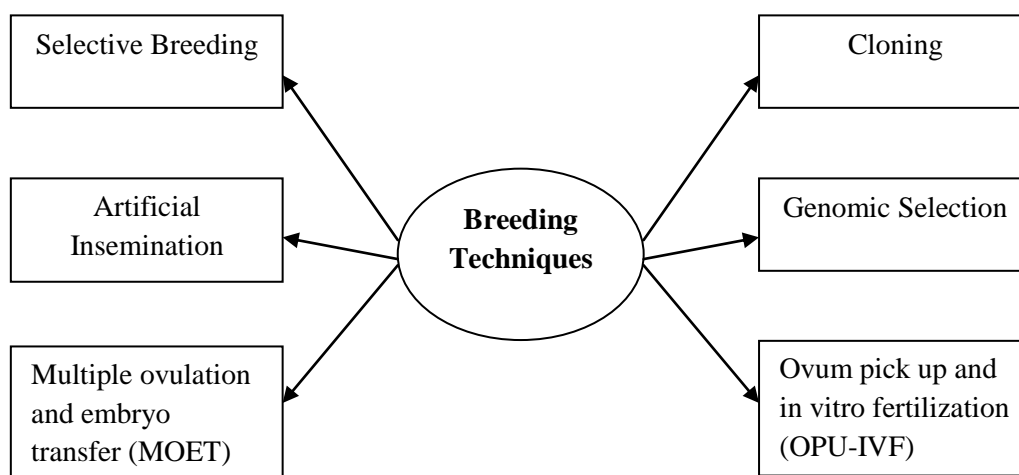 Selective Breeding
Cloning
Artificial
Insemination
Breeding
Techniques
Genomic Selection
Multiple ovulation
and embryo
transfer (MOET)
Ovum pick up and
in vitro fertilization
(OPU-IVF)